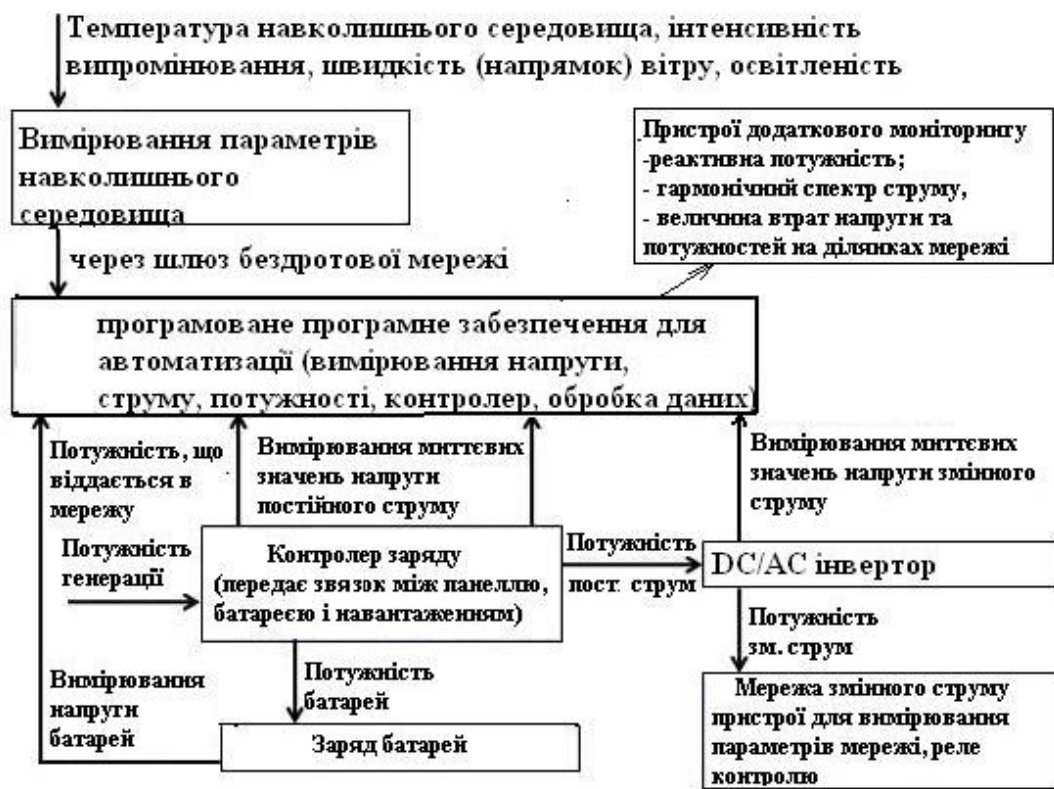 Температура навколишнього середовища, інтенсивність
випромінювання, швидкість (напрямок) вітру, освітленість
Вимірювання параметрів
навколишнього
середовища
Пристрої додаткового моніторингу
-реактивна потужність;
- гармонічний спектр струму,
- величина втрат напруги та
потужностей на ділянках мережі
через шлюз бездротової мережі
програмоване програмне забезпечення для
автоматизації (вимірювання напруги,
струму, потужності, контролер, обробка даних)
Потужність, що
віддається в
мережу
Вимірювання миттєвих
значень напруги
постійного струму
Вимірювання миттєвих
значень напруги змінного
струму
Потужність
генерації
Контролер заряду
(передає звязок між панеллю,
батареєю і навантаженням)
Потужність
пост. струм
DC/AC інвертор
Потужність
зм. струм
Вимірювання
напруги
батарей
Потужність
батарей
Заряд батарей
Мережа змінного струму
пристрої для вимірювання
параметрів мережі, реле
контролю